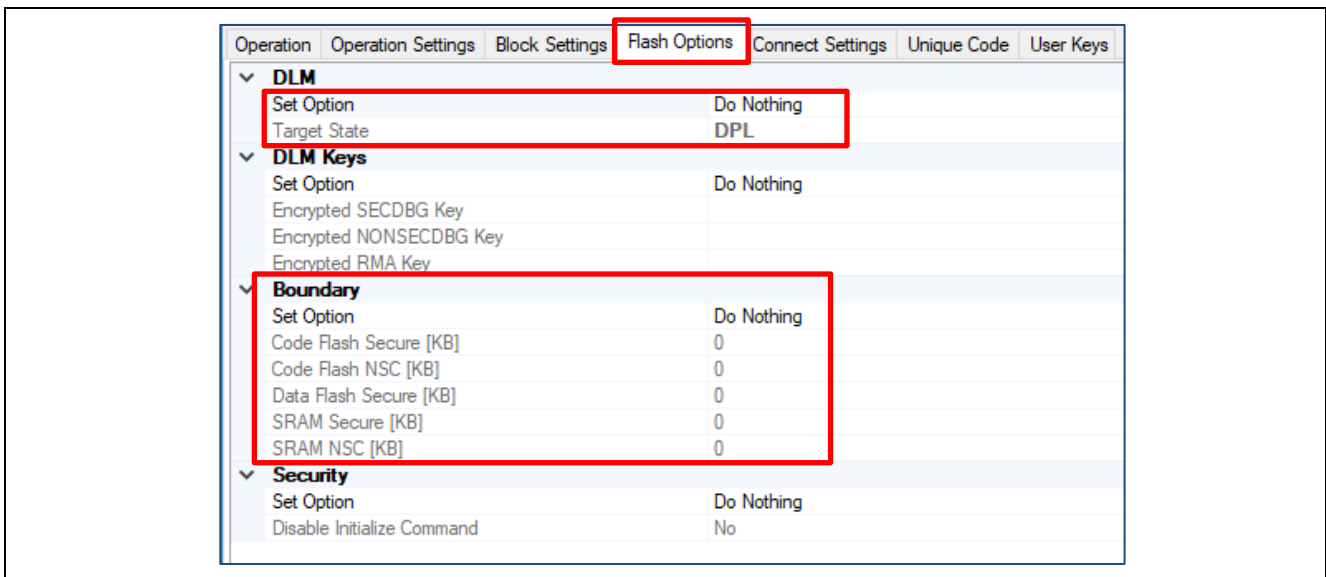 Operation Operation Settings Block Settings Flash Options Connect Settings Unique Code User Keys
DLM
Set Option Do Nothing
Target State DPL
DLM Keys
Set Option Do Nothing
Encrypted SECDBG Key
Encrypted NONSECDBG Key
Encrypted RMA Key
Boundary
Set Option Do Nothing
Code Flash Secure [KB] 0
Code Flash NSC [KB] 0
Data Flash Secure [KB] 0
SRAM Secure [KB] 0
SRAM NSC [KB] 0
Security
Set Option Do Nothing
Disable Initialize Command No